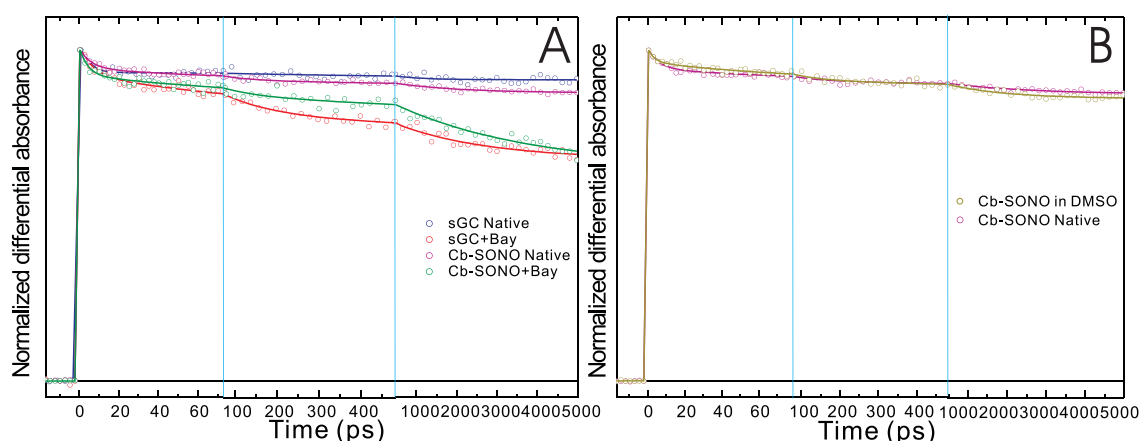 A
Normalized differential absorbance
sGC Native
sGC+Bay
Cb-SONO Native
Cb-SONO+Bay
0 20 40 60 100 200 300 400 1000 2000 3000 4000 5000
Time (ps)
B
Normalized differential absorbance
Cb-SONO in DMSO
Cb-SONO Native
0 20 40 60 100 200 300 400 1000 2000 3000 4000 5000
Time (ps)